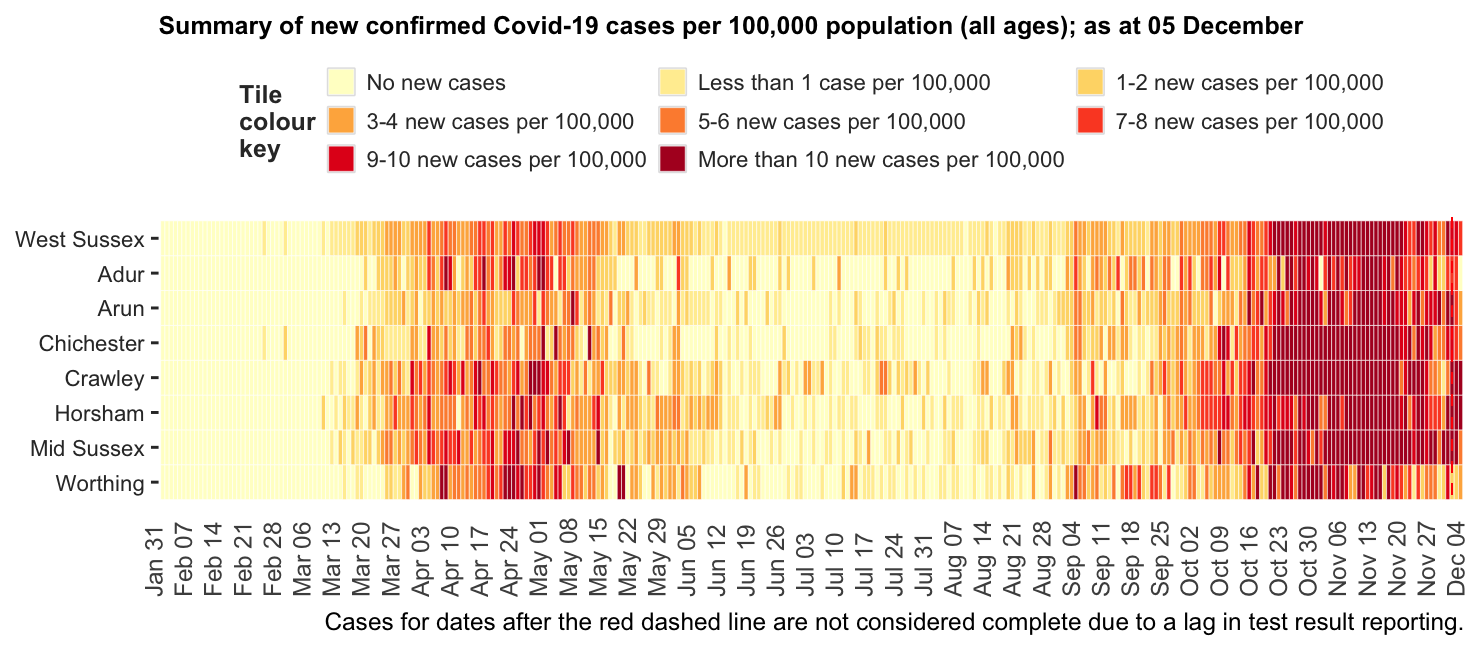 Summary of new confirmed Covid-19 cases per 100,000 population (all ages); as at 05 December
Tile
colour
key
No new cases
Less than 1 case per 100,000
1-2 new cases per 100,000
3-4 new cases per 100,000
5-6 new cases per 100,000
7-8 new cases per 100,000
9-10 new cases per 100,000
More than 10 new cases per 100,000
West Sussex
Adur
Arun
Chichester
Crawley
Horsham
Mid Sussex
Worthing
Jan 31
Feb 07
Feb 14
Feb 21
Feb 28
Mar 06
Mar 13
Mar 20
Mar 27
Apr 03
Apr 10
Apr 17
Apr 24
May 01
May 08
May 15
May 22
May 29
Jun 05
Jun 12
Jun 19
Jun 26
Jul 03
Jul 10
Jul 17
Jul 24
Jul 31
Aug 07
Aug 14
Aug 21
Aug 28
Sep 04
Sep 11
Sep 18
Sep 25
Oct 02
Oct 09
Oct 16
Oct 23
Oct 30
Nov 06
Nov 13
Nov 20
Nov 27
Dec 04
Cases for dates after the red dashed line are not considered complete due to a lag in test result reporting.